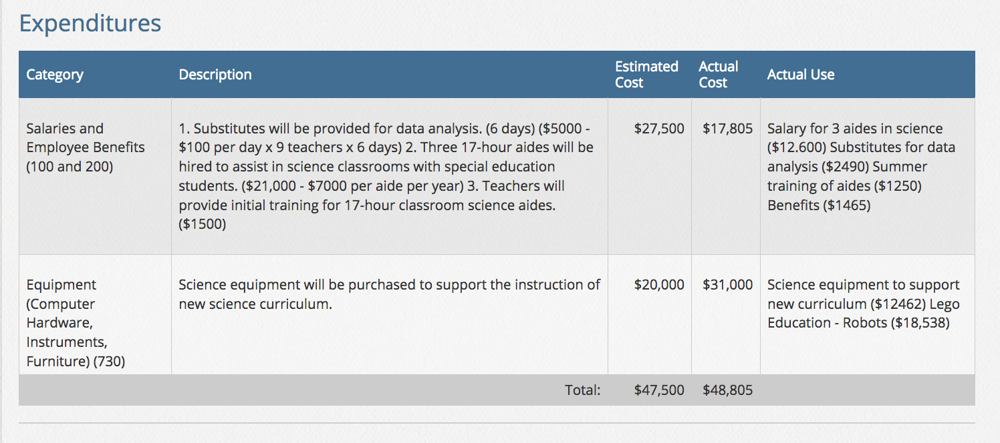 Expenditures
Category Description Estimated Cost Actual Cost Actual Use
Salaries and
Employee Benefits
(100 and 200)
1. Substitutes will be provided for data analysis. (6 days) ($5000 -
$100 per day x 9 teachers x 6 days) 2. Three 17-hour aides will be
hired to assist in science classrooms with special education
students. ($21,000 - $7000 per aide per year) 3. Teachers will
provide initial training for 17-hour classroom science aides.
($1500)
$27,500
$17,805
Salary for 3 aides in science
($12.600) Substitutes for data
analysis ($2490) Summer
training of aides ($1250)
Benefits ($1465)
Equipment
(Computer
Hardware,
Instruments,
Furniture) (730)
Science equipment will be purchased to support the instruction of
new science curriculum.
$20,000
$31,000
Science equipment to support
new curriculum ($12462) Lego
Education - Robots ($18,538)
Total: $47,500 $48,805